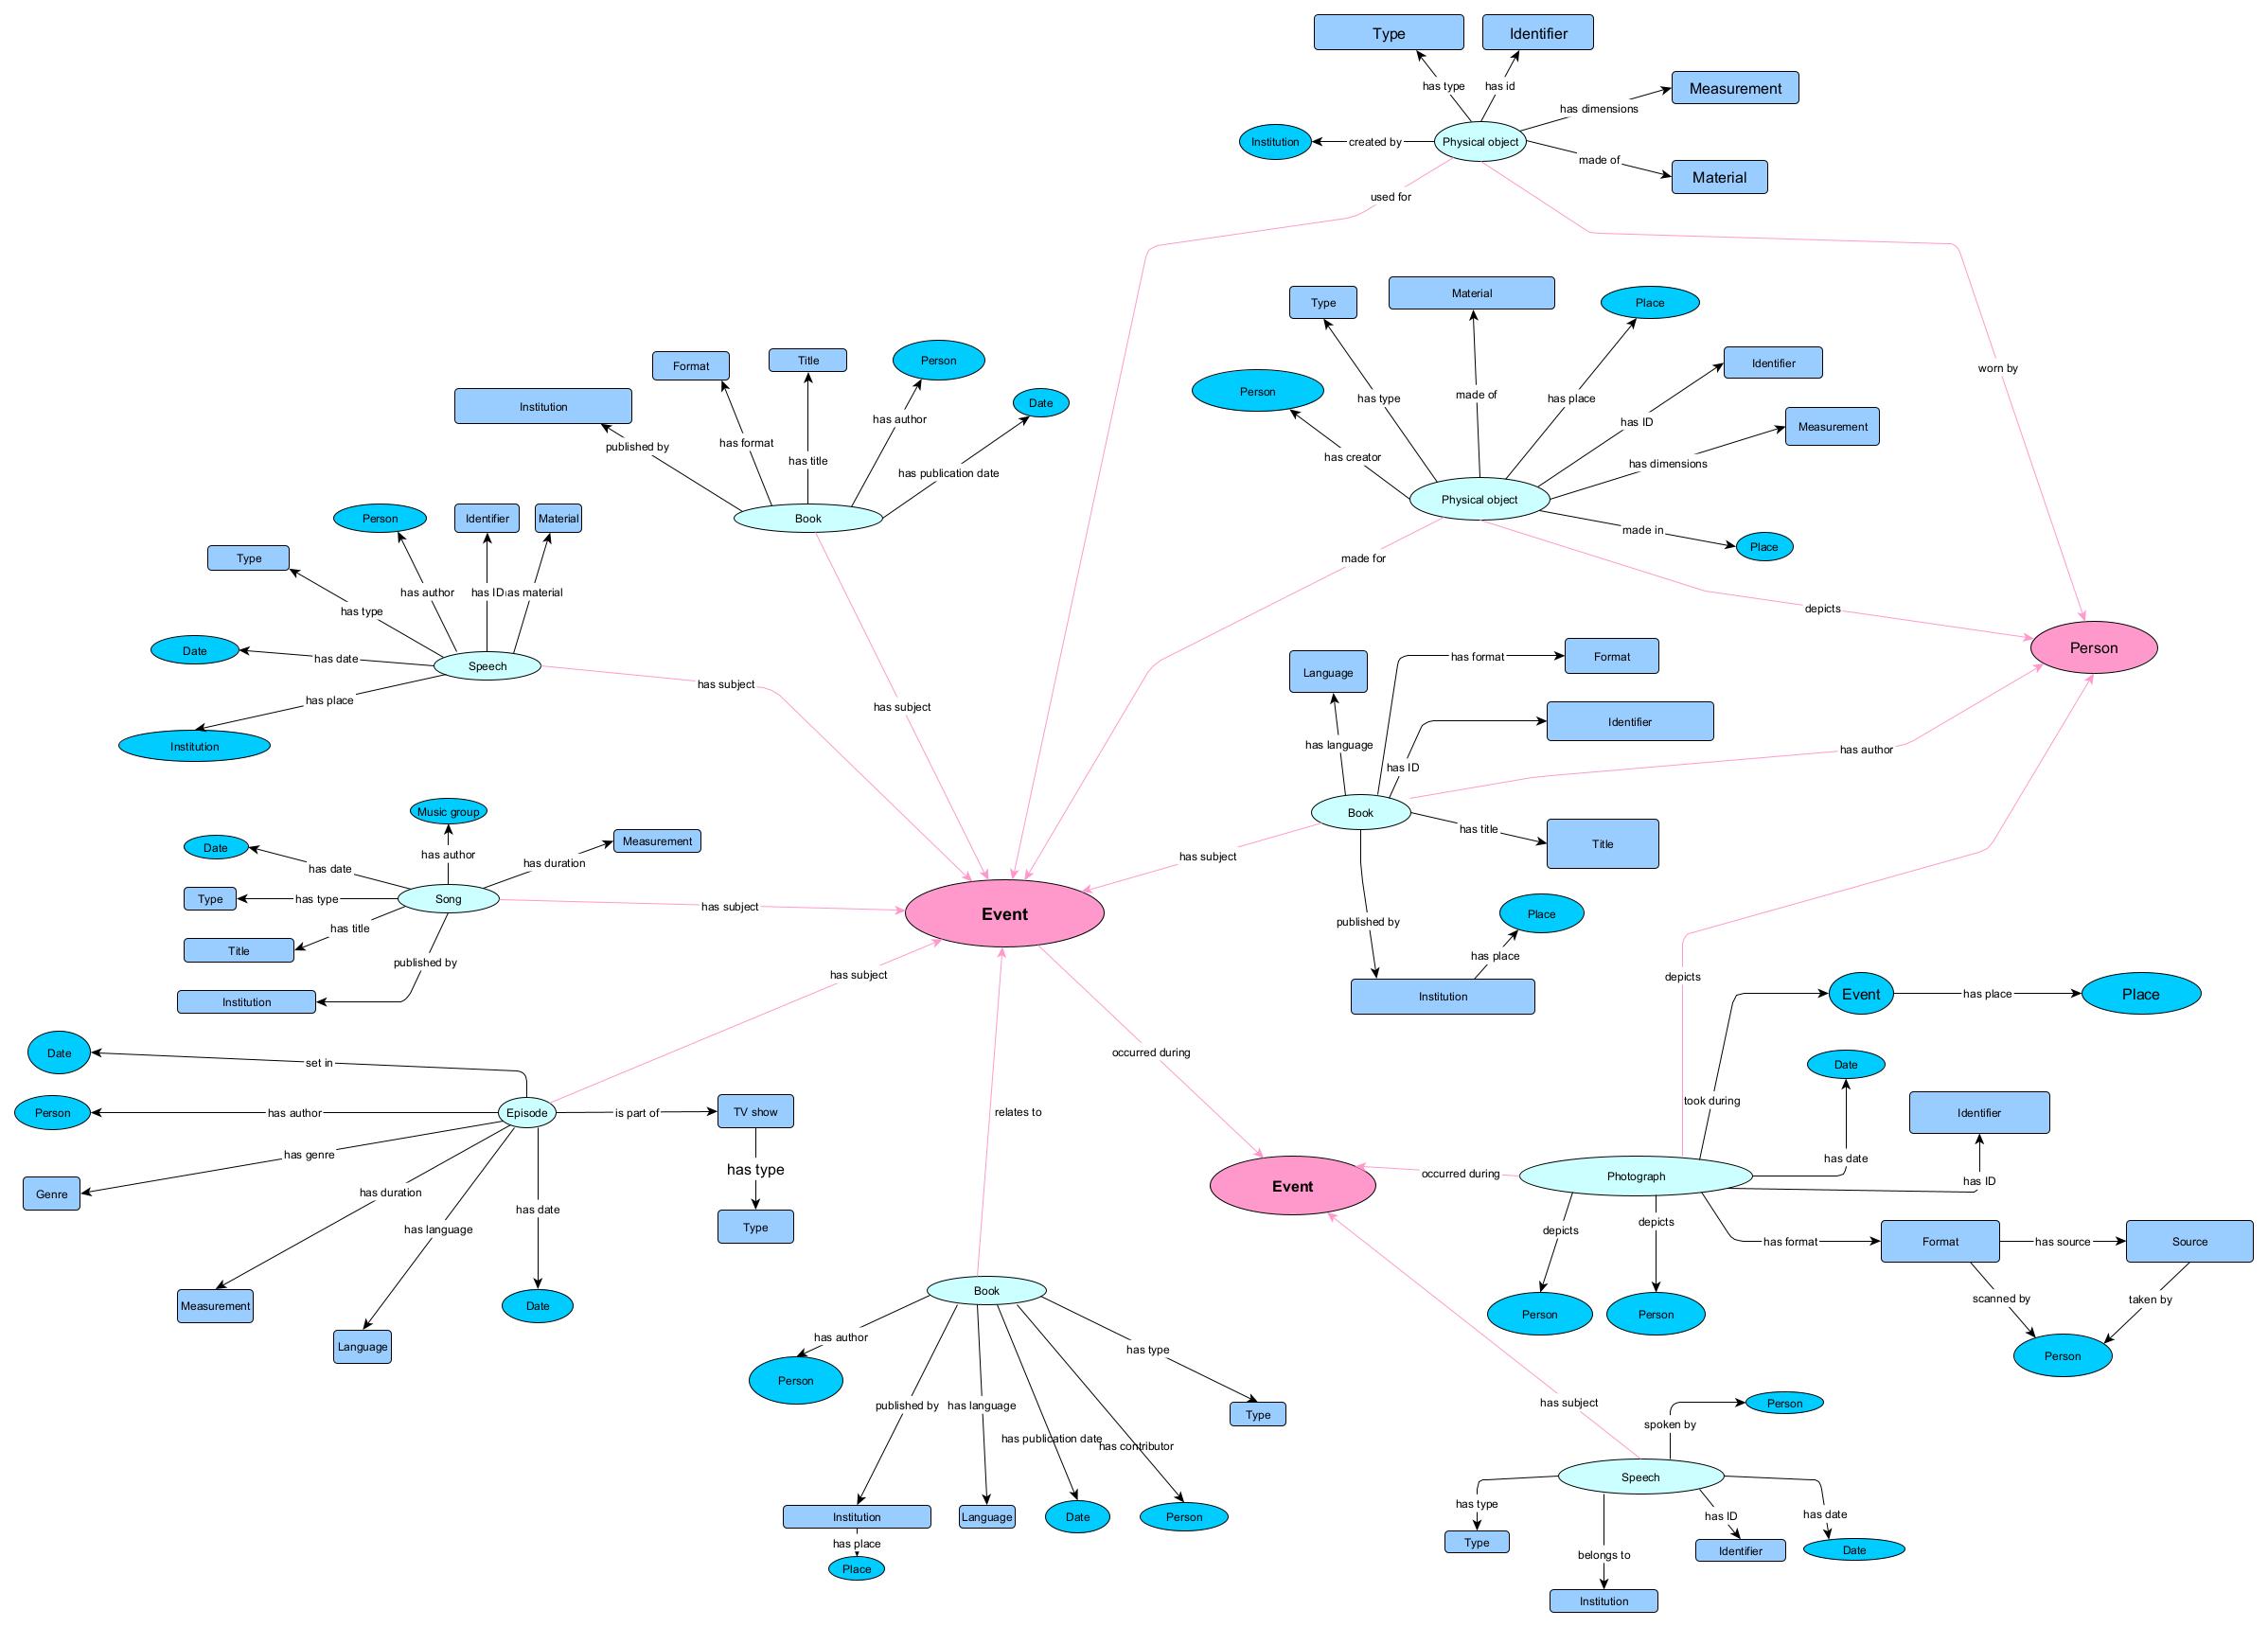 Type
Identifier
has type
has id
Measurement
has dimensions
Institution
created by
Physical object
made of
Material
used for
worn by
Type
Material
Place
Person
Identifier
has type
made of
has place
has ID
Measurement
has creator
has dimensions
Physical object
made in
Place
made for
depicts
Person
Format
Title
Person
Institution
Date
published by
has format
has title
has author
has publication date
Book
has subject
Person
Identifier
Material
Type
has author
has ID
as material
has type
Date
has date
Speech
has place
Institution
has subject
Language
has format
Format
Identifier
has language
has ID
has author
Book
has title
Title
has subject
published by
Place
has place
Institution
Music group
Date
has author
Measurement
has date
has duration
Type
has type
Song
has title
Title
published by
Institution
has subject
Event
Date
set in
has subject
Person
has author
Episode
is part of
TV show
has genre
has type
Genre
has duration
has language
has date
Type
Measurement
Language
Date
occurred during
relates to
Event
depicts
Event
has place
Place
Date
took during
Identifier
has date
occurred during
Photograph
has ID
depicts
depicts
has format
Format
has source
Source
Person
Person
scanned by
taken by
Person
Book
has author
Person
has type
Type
published by
has language
has publication date
has contributor
Institution
Language
Date
Person
has place
Place
has subject
Person
spoken by
Speech
has type
has ID
has date
Type
belongs to
Identifier
Date
Institution